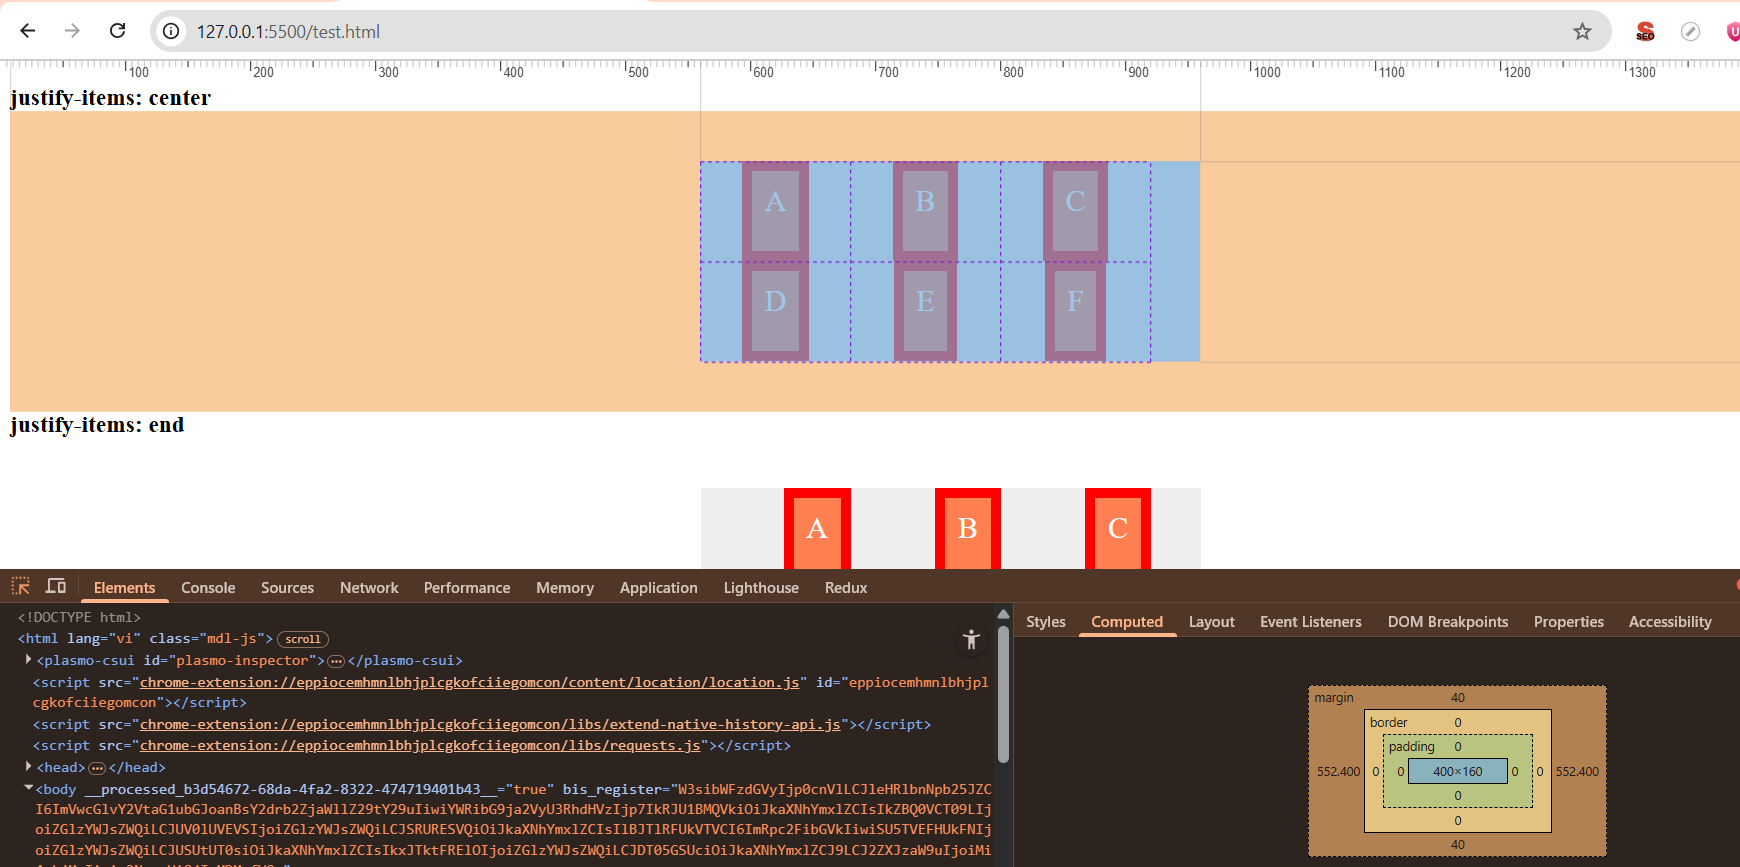 127.0.0.1:5500/test.html
SEO
100 200 300 400 500 600 700 800 900 1000 1100 1200 1300
justify-items: center
A B C
D E F
justify-items: end
A B C
Elements Console Sources Network Performance Memory Application Lighthouse Redux
<!DOCTYPE html>
<html lang="vi" class="mdl-js"> scroll
<plasmo-csui id="plasmo-inspector"> … </plasmo-csui>
<script src="chrome-extension://eppiocemhmnlbhjplcgkofciiegomcon/content/location/location.js" id="eppiocemhmnlbhjpl
cgkofciiegomcon"></script>
<script src="chrome-extension://eppiocemhmnlbhjplcgkofciiegomcon/libs/extend-native-history-api.js"></script>
<script src="chrome-extension://eppiocemhmnlbhjplcgkofciiegomcon/libs/requests.js"></script>
<head> … </head>
<body __processed_b3d54672-68da-4fa2-8322-474719401b43__="true" bis_register=
Styles Computed Layout Event Listeners DOM Breakpoints Properties Accessibility
margin 40
border 0
padding 0
552.400 0 0 400×160 0 0 552.400
0
0
40